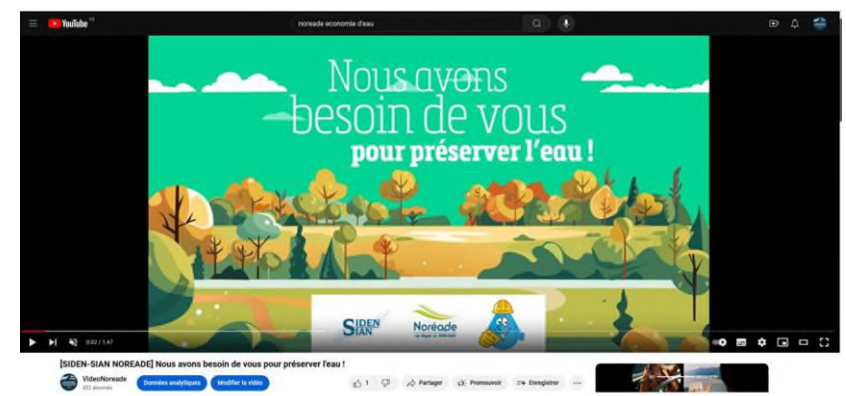 YouTube FR
noreade economie d'eau
Nous avons
besoin de vous
pour préserver l'eau !
SIDEN
SIAN
Noréade
0:02 / 1:47
[SIDEN-SIAN NOREADE] Nous avons besoin de vous pour préserver l'eau !
VideoNoreade
Données analytiques
Modifier la vidéo
1
Partager
Promouvoir
Enregistrer